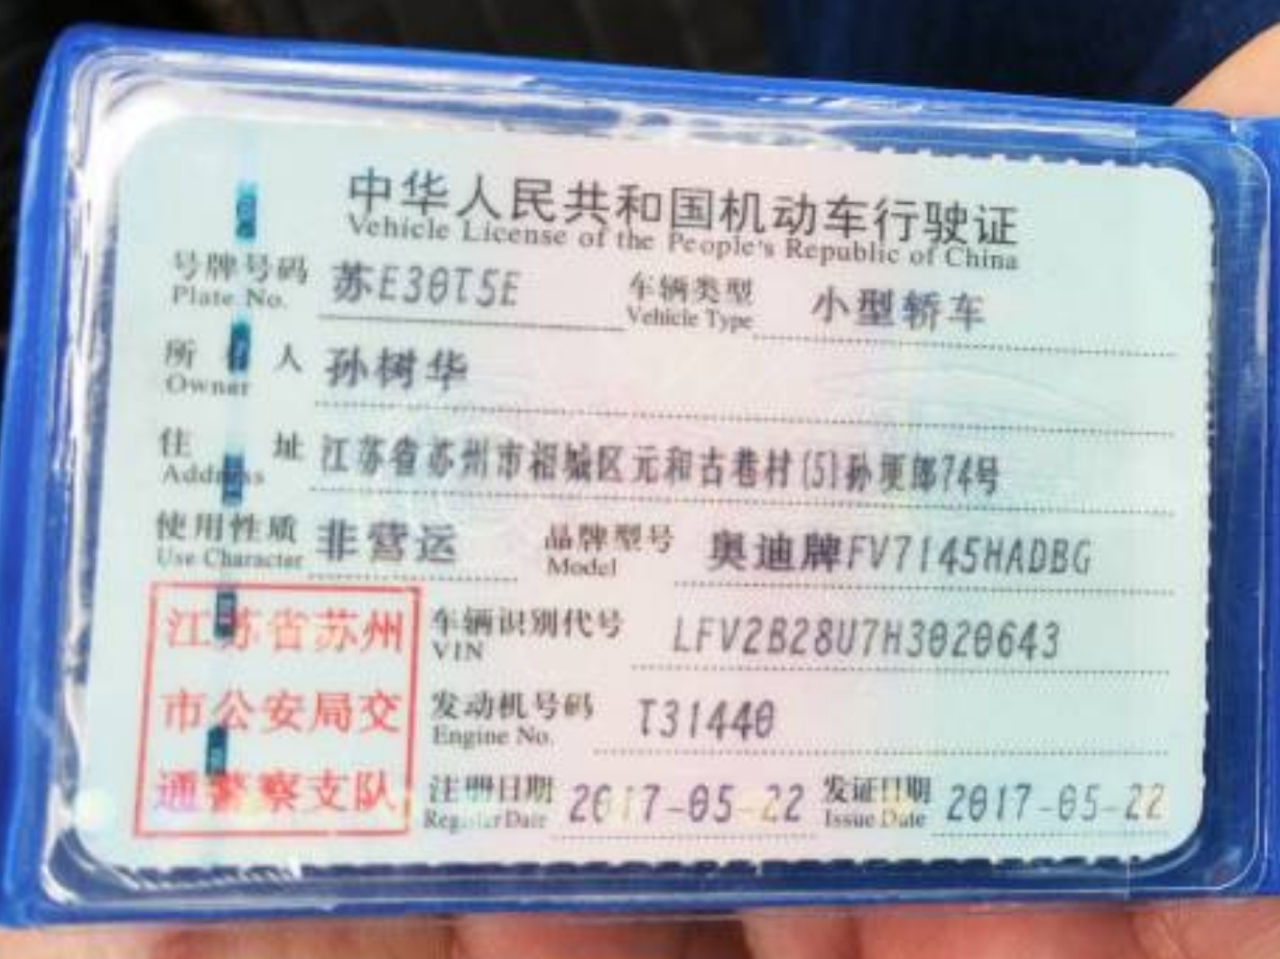 中华人民共和国机动车行驶证
Vehicle License of the People's Republic of China
号牌号码 苏E30T5E 车辆类型 小型轿车
Plate No. Vehicle Type
所 人 孙树华
Owner
住 址 江苏省苏州市相城区元和古巷村(5)孙埂郎74号
Address
使用性质 非营运 品牌型号 奥迪牌FV7145HADBG
Use Character Model
江苏省苏州
市公安局交
通警察支队
车辆识别代号 LFV2B28U7H3020643
VIN
发动机号码 T31440
Engine No.
注册日期 2017-05-22 发证日期 2017-05-22
Register Date Issue Date